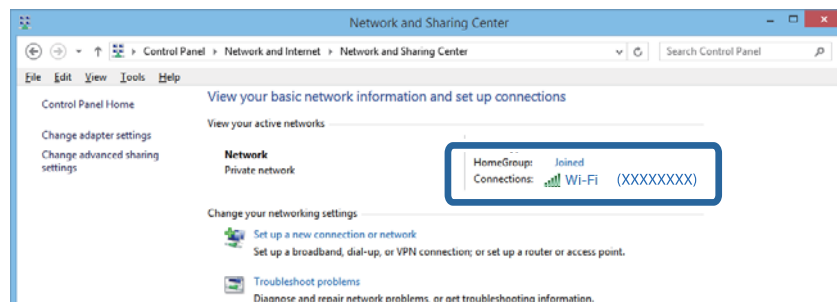 Network and Sharing Center
Control Panel Network and Internet Network and Sharing Center
Search Control Panel
File Edit View Tools Help
Control Panel Home
Change adapter settings
Change advanced sharing
settings
View your basic network information and set up connections
View your active networks
Network
Private network
HomeGroup: Joined
Connections: Wi-Fi (XXXXXXXX)
Change your networking settings
Set up a new connection or network
Set up a broadband, dial-up, or VPN connection; or set up a router or access point.
Troubleshoot problems
Diagnose and repair network problems, or get troubleshooting information.